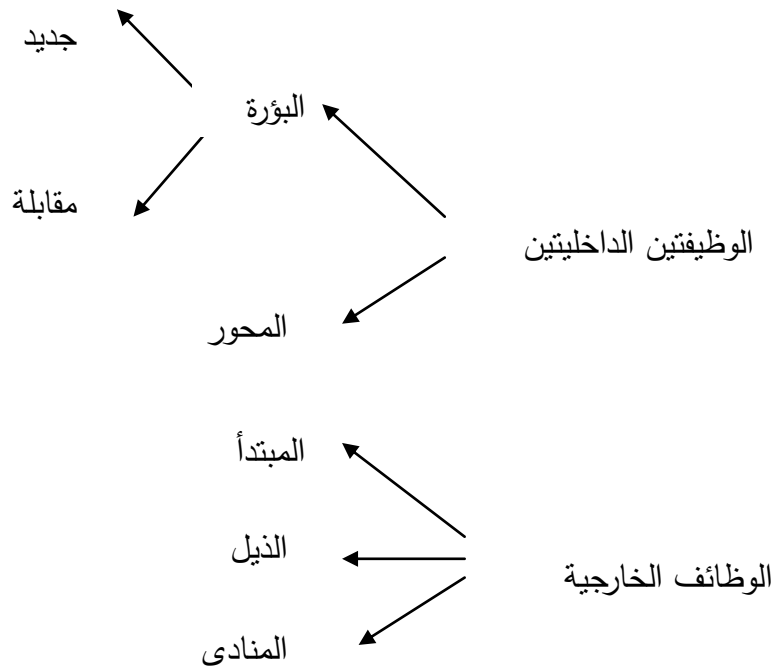 جديد
البؤرة
مقابلة
الوظيفتين الداخليتين
المحور
المبتدأ
الذيل
الوظائف الخارجية
المنادى